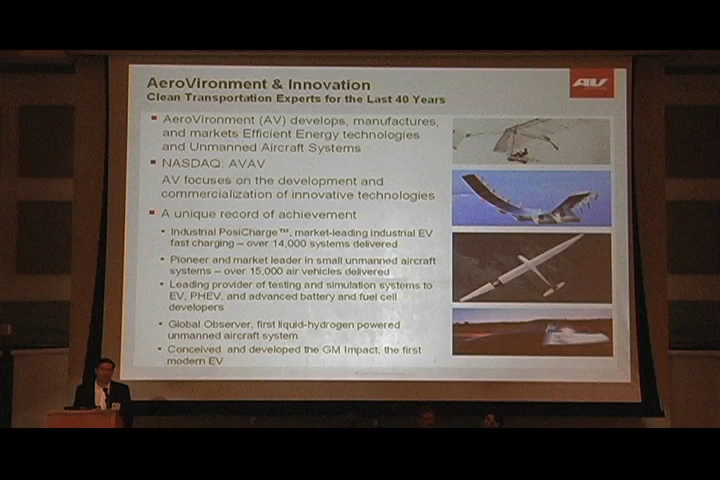 AeroVironment & Innovation
Clean Transportation Experts for the Last 40 Years
AV
AeroVironment (AV) develops, manufactures,
and markets Efficient Energy technologies
and Unmanned Aircraft Systems
NASDAQ: AVAV
AV focuses on the development and
commercialization of innovative technologies
A unique record of achievement
Industrial PosiCharge™, market-leading industrial EV
fast charging – over 14,000 systems delivered
Pioneer and market leader in small unmanned aircraft
systems – over 15,000 air vehicles delivered
Leading provider of testing and simulation systems to
EV, PHEV, and advanced battery and fuel cell
developers
Global Observer, first liquid-hydrogen powered
unmanned aircraft system
Conceived and developed the GM Impact, the first
modern EV